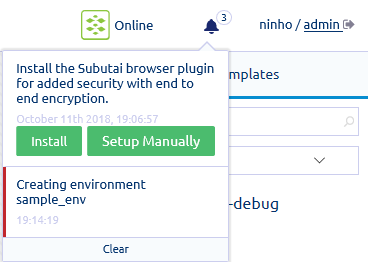 Online
3
ninho / admin
Install the Subutai browser plugin
for added security with end to
end encryption.
October 11th 2018, 19:06:57
Install
Setup Manually
Creating environment
sample_env
19:14:19
Clear
mplates
-debug